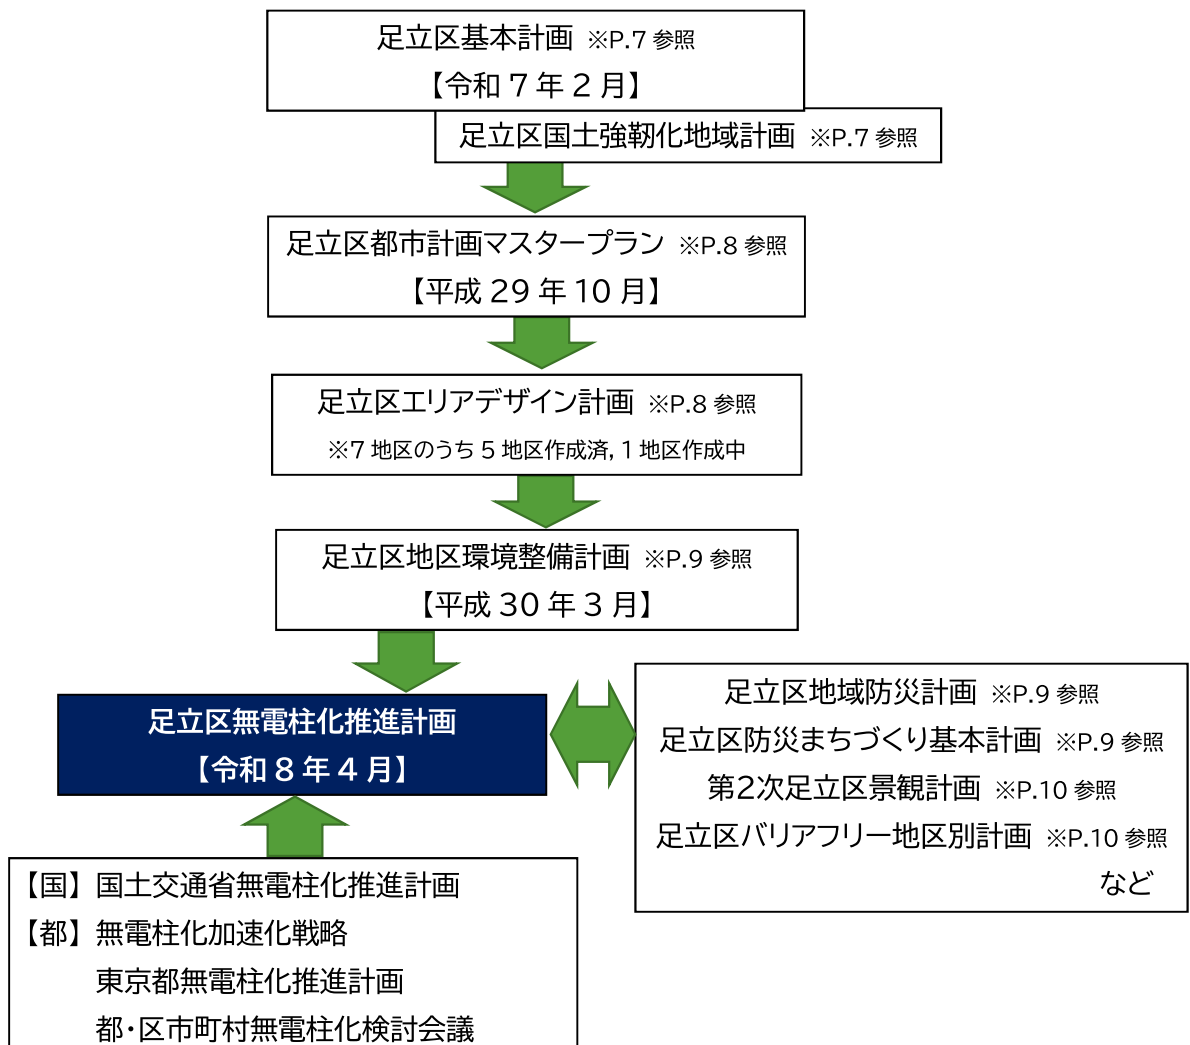 足立区基本計画 ※P.7 参照
【令和 7 年 2 月】
足立区国土強靭化地域計画 ※P.7 参照
足立区都市計画マスタープラン ※P.8 参照
【平成 29 年 10 月】
足立区エリアデザイン計画 ※P.8 参照
※7 地区のうち 5 地区作成済, 1 地区作成中
足立区地区環境整備計画 ※P.9 参照
【平成 30 年 3 月】
足立区無電柱化推進計画
【令和 8 年 4 月】
足立区地域防災計画 ※P.9 参照
足立区防災まちづくり基本計画 ※P.9 参照
第2次足立区景観計画 ※P.10 参照
足立区バリアフリー地区別計画 ※P.10 参照
など
【国】国土交通省無電柱化推進計画
【都】無電柱化加速化戦略
東京都無電柱化推進計画
都・区市町村無電柱化検討会議